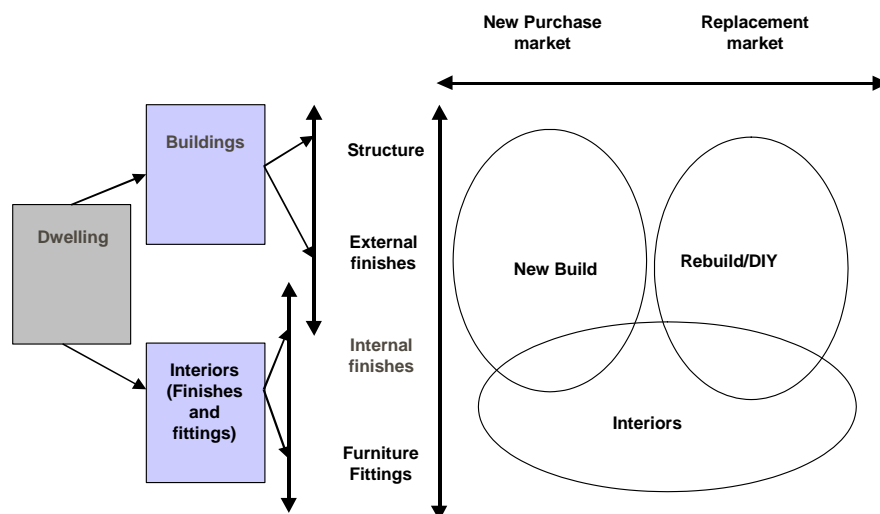 New Purchase
market
Replacement
market
Buildings
Structure
Dwelling
External
finishes
New Build
Rebuild/DIY
Internal
finishes
Interiors
(Finishes
and
fittings)
Interiors
Furniture
Fittings